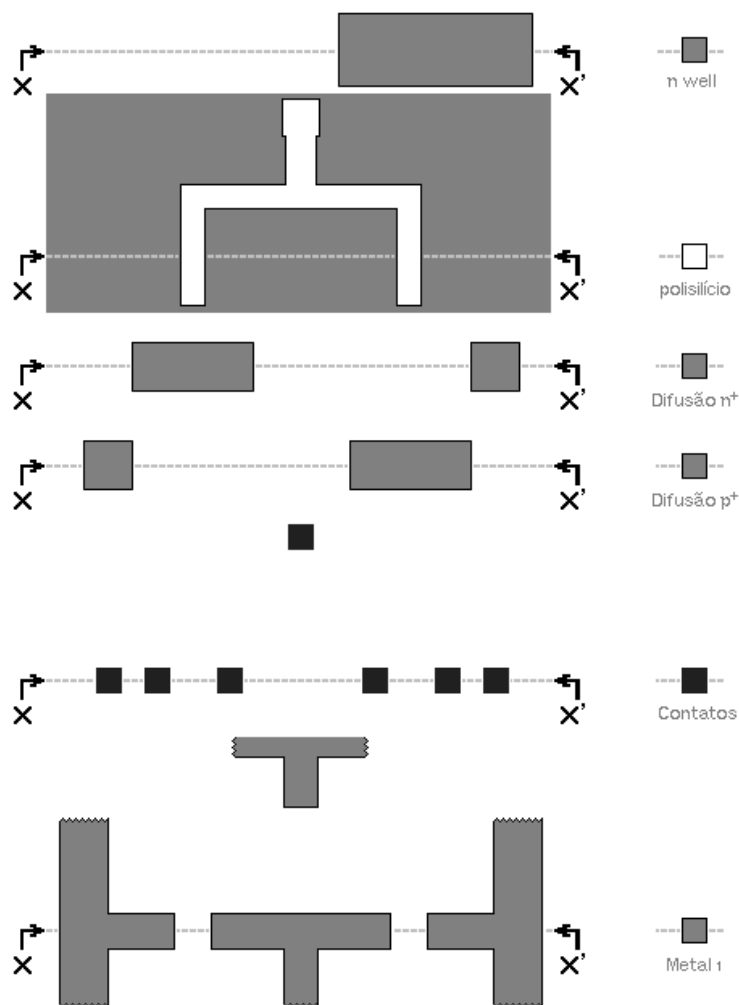 X X'
n well
X X'
polisilício
X X'
Difusão n+
X X'
Difusão p+
X X'
Contatos
X X'
Metal 1